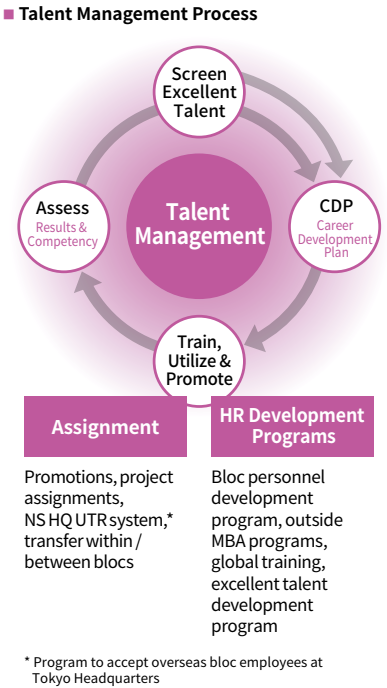 ■ Talent Management Process
Screen
Excellent
Talent
Assess
Results &
Competency
Talent
Management
CDP
Career
Development
Plan
Train,
Utilize &
Promote
Assignment
HR Development
Programs
Promotions, project
assignments,
NS HQ UTR system,*
transfer within /
between blocs
Bloc personnel
development
program, outside
MBA programs,
global training,
excellent talent
development
program
* Program to accept overseas bloc employees at
Tokyo Headquarters